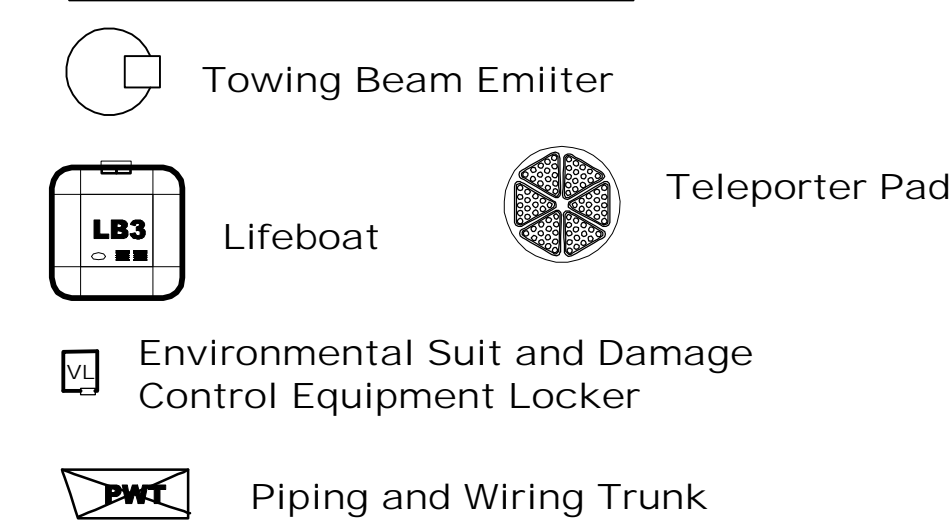 Towing Beam Emiiter
Teleporter Pad
LB3
Lifeboat
VL
Environmental Suit and Damage
Control Equipment Locker
PWT
Piping and Wiring Trunk